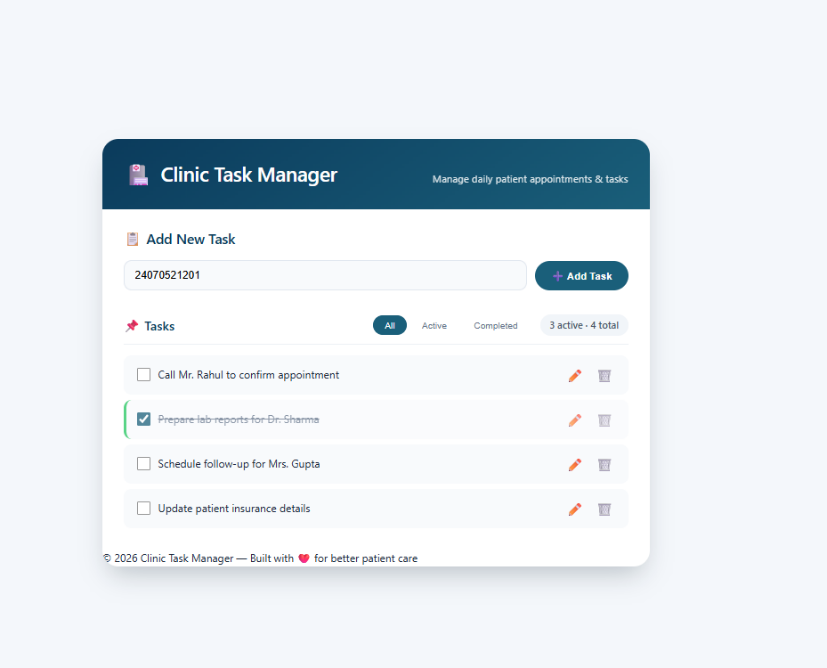 Clinic Task Manager
Manage daily patient appointments & tasks
Add New Task
24070521201
Add Task
Tasks
All
Active
Completed
3 active · 4 total
Call Mr. Rahul to confirm appointment
Prepare lab reports for Dr. Sharma
Schedule follow-up for Mrs. Gupta
Update patient insurance details
© 2026 Clinic Task Manager — Built with ❤️ for better patient care